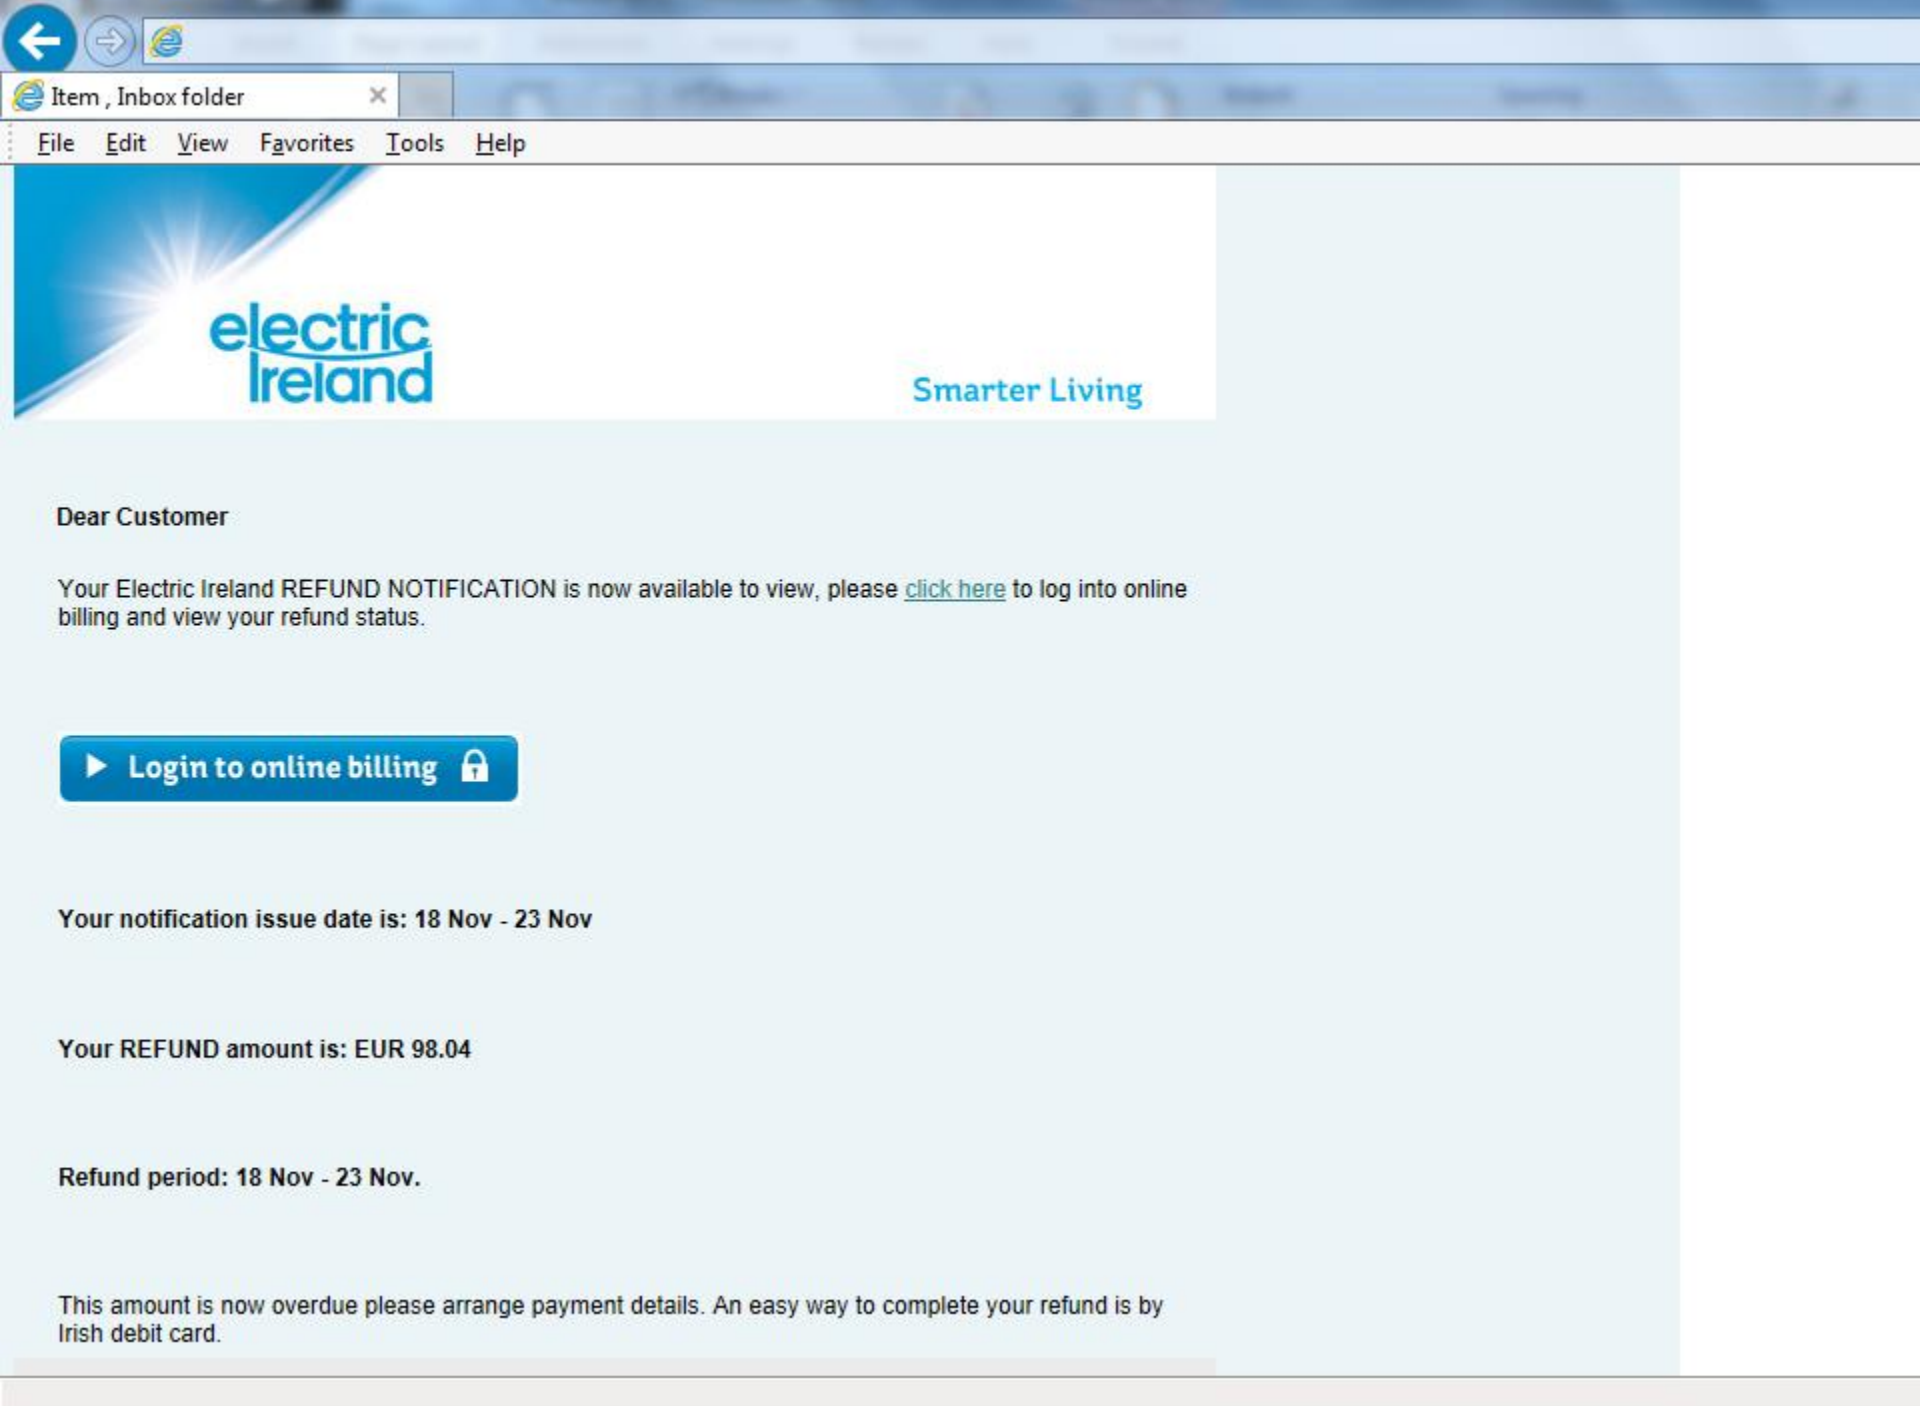 Item , Inbox folder
File Edit View Favorites Tools Help
electric
Ireland
Smarter Living
Dear Customer
Your Electric Ireland REFUND NOTIFICATION is now available to view, please click here to log into online
billing and view your refund status.
Login to online billing
Your notification issue date is: 18 Nov - 23 Nov
Your REFUND amount is: EUR 98.04
Refund period: 18 Nov - 23 Nov.
This amount is now overdue please arrange payment details. An easy way to complete your refund is by
Irish debit card.